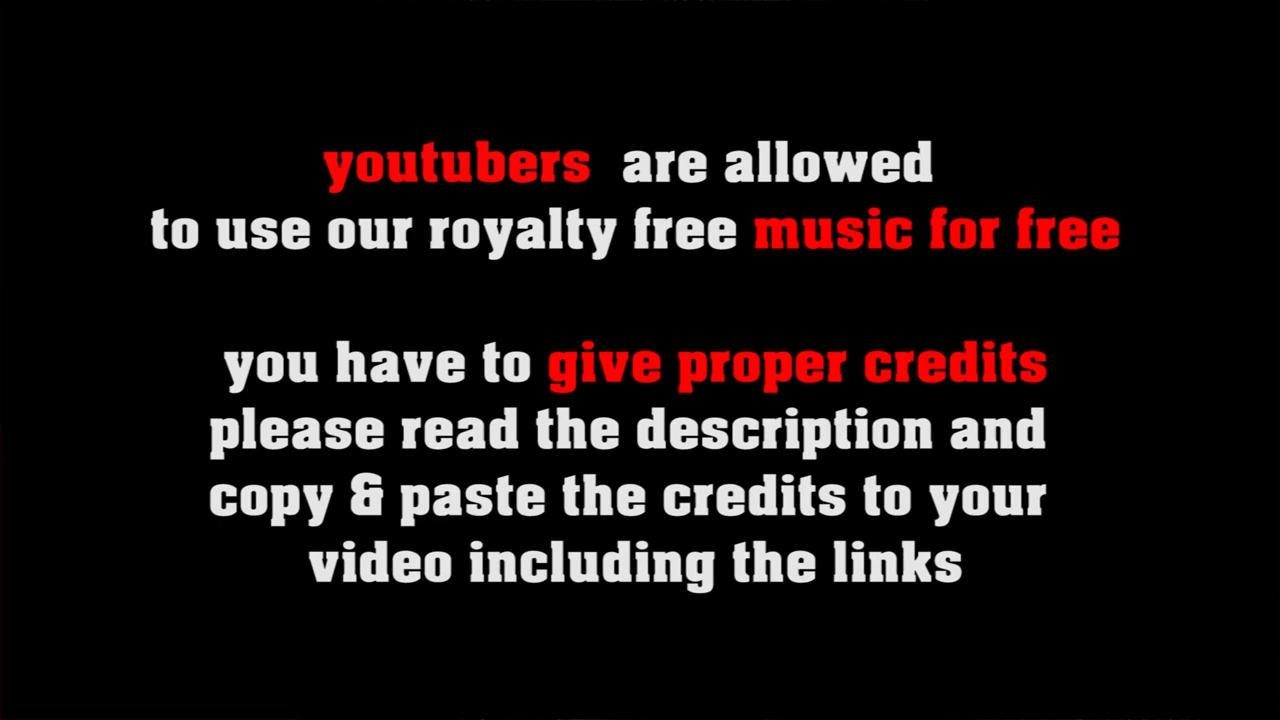 youtubers are allowed
to use our royalty free music for free
you have to give proper credits
please read the description and
copy & paste the credits to your
video including the links